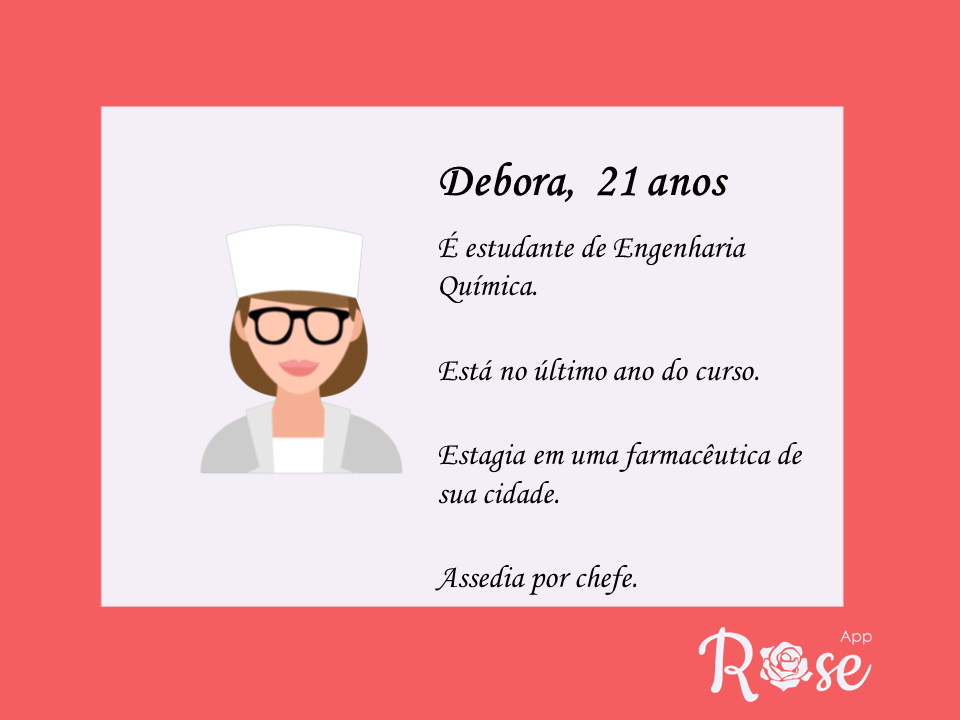 Debora, 21 anos
É estudante de Engenharia
Química.
Está no último ano do curso.
Estagia em uma farmacêutica de
sua cidade.
Assedia por chefe.
App
Rose